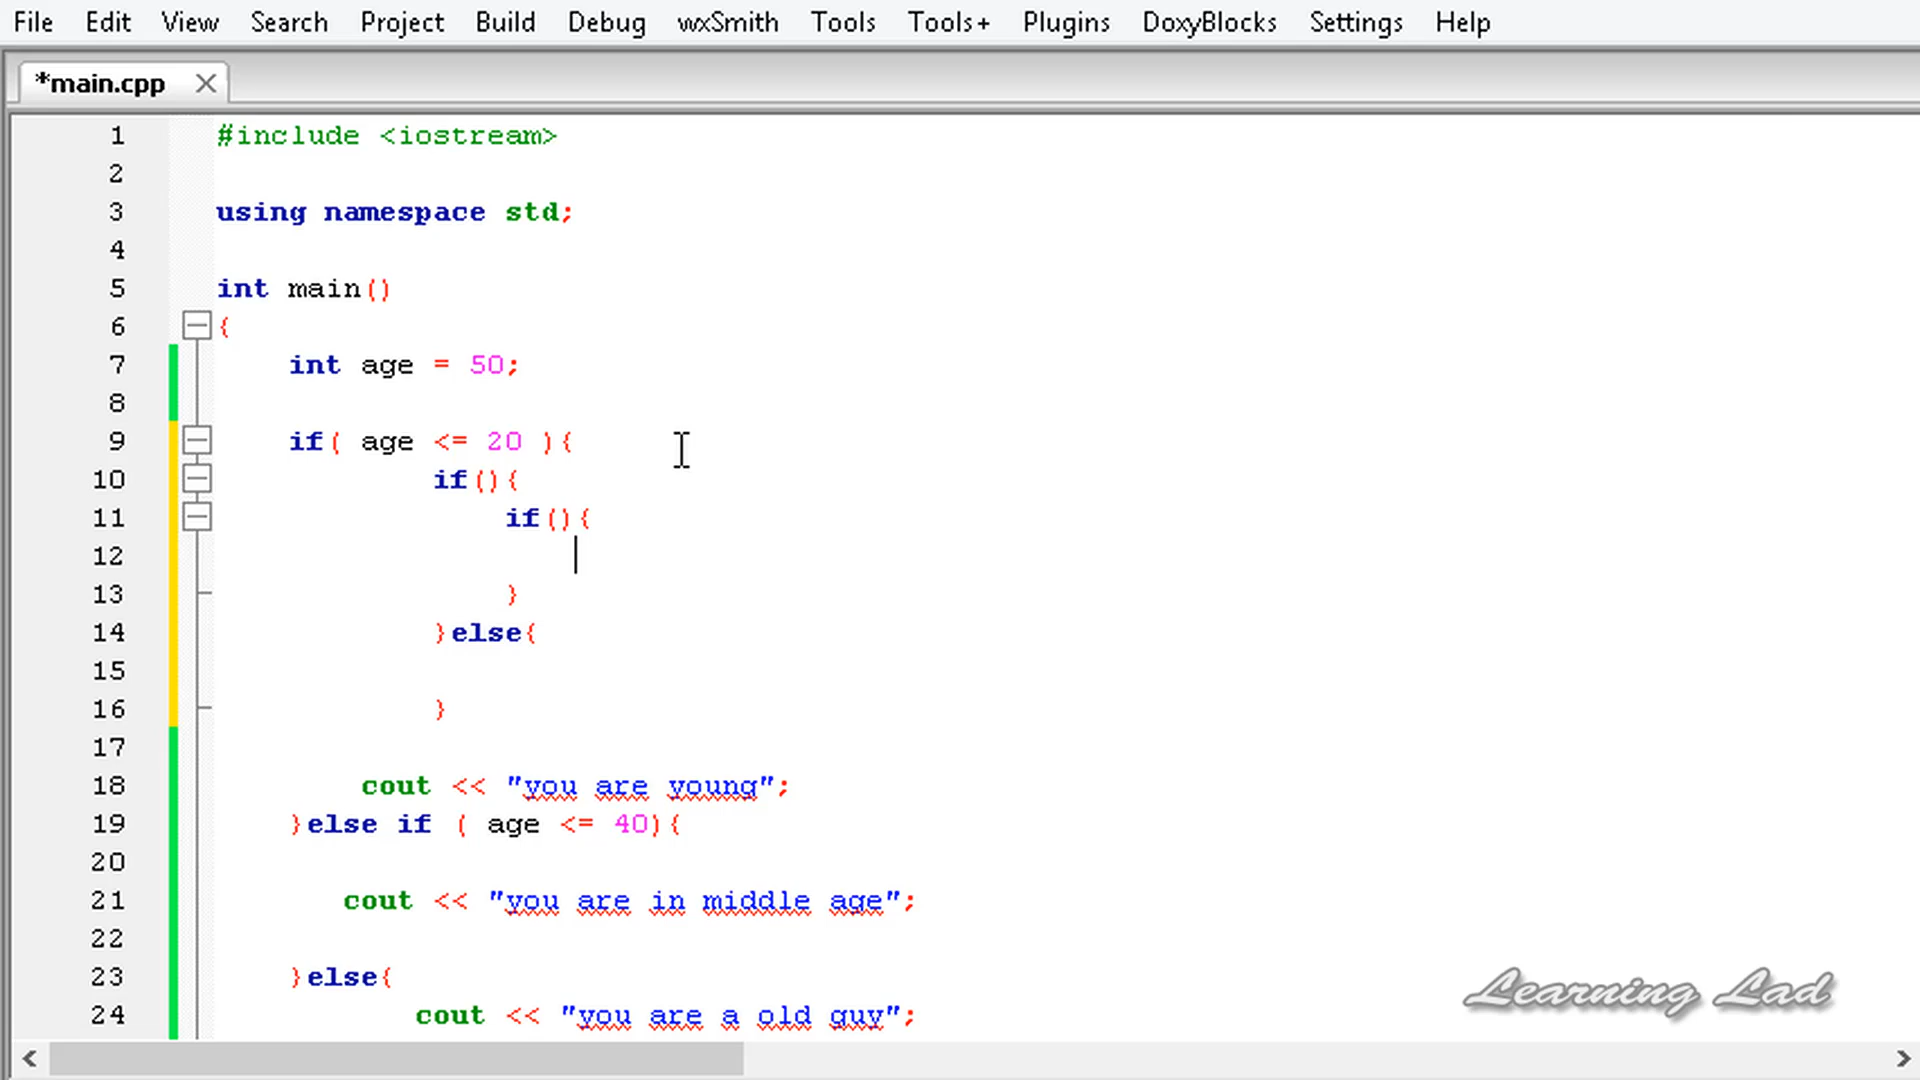 File Edit View Search Project Build Debug wxSmith Tools Tools+ Plugins DoxyBlocks Settings Help
*main.cpp
1 #include <iostream>
2
3 using namespace std;
4
5 int main()
6 {
7 int age = 50;
8
9 if( age <= 20 ){
10 if(){
11 if(){
12
13 }
14 }else{
15
16 }
17
18 cout << "you are young";
19 }else if ( age <= 40){
20
21 cout << "you are in middle age";
22
23 }else{
24 cout << "you are a old guy";
Learning Lad